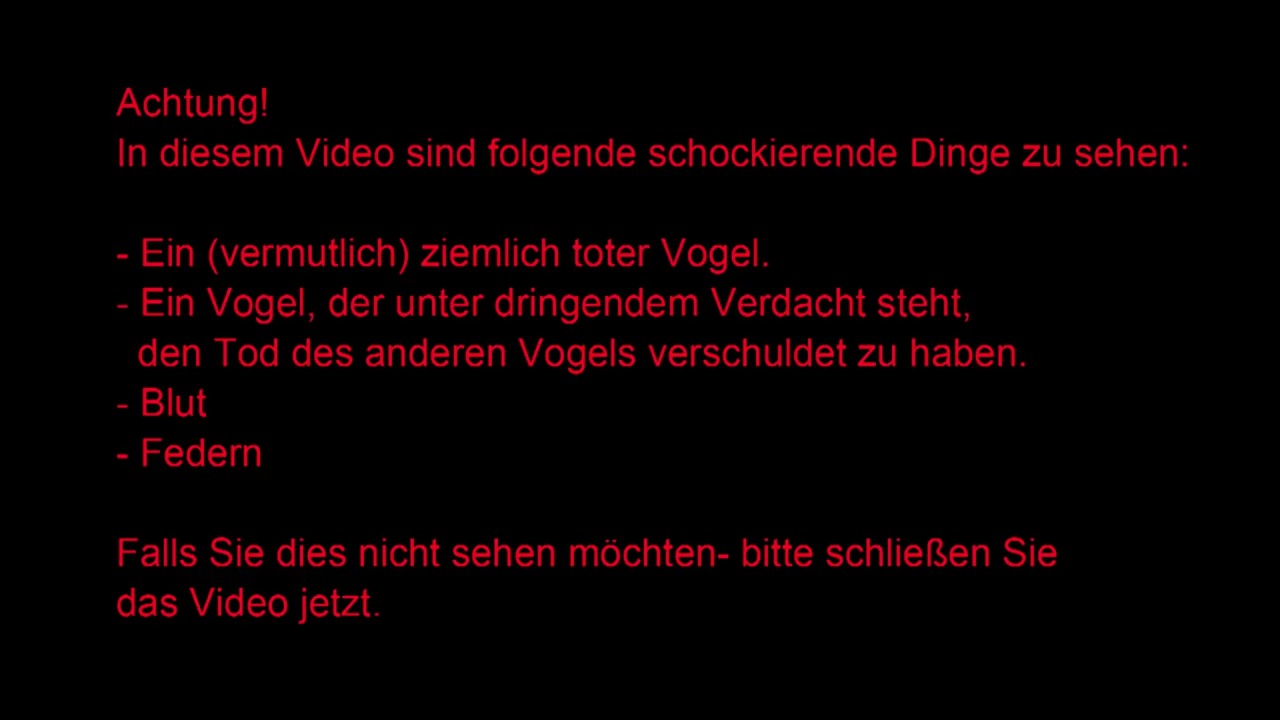 Achtung!
In diesem Video sind folgende schockierende Dinge zu sehen:
- Ein (vermutlich) ziemlich toter Vogel.
- Ein Vogel, der unter dringendem Verdacht steht,
den Tod des anderen Vogels verschuldet zu haben.
- Blut
- Federn
Falls Sie dies nicht sehen möchten- bitte schließen Sie
das Video jetzt.